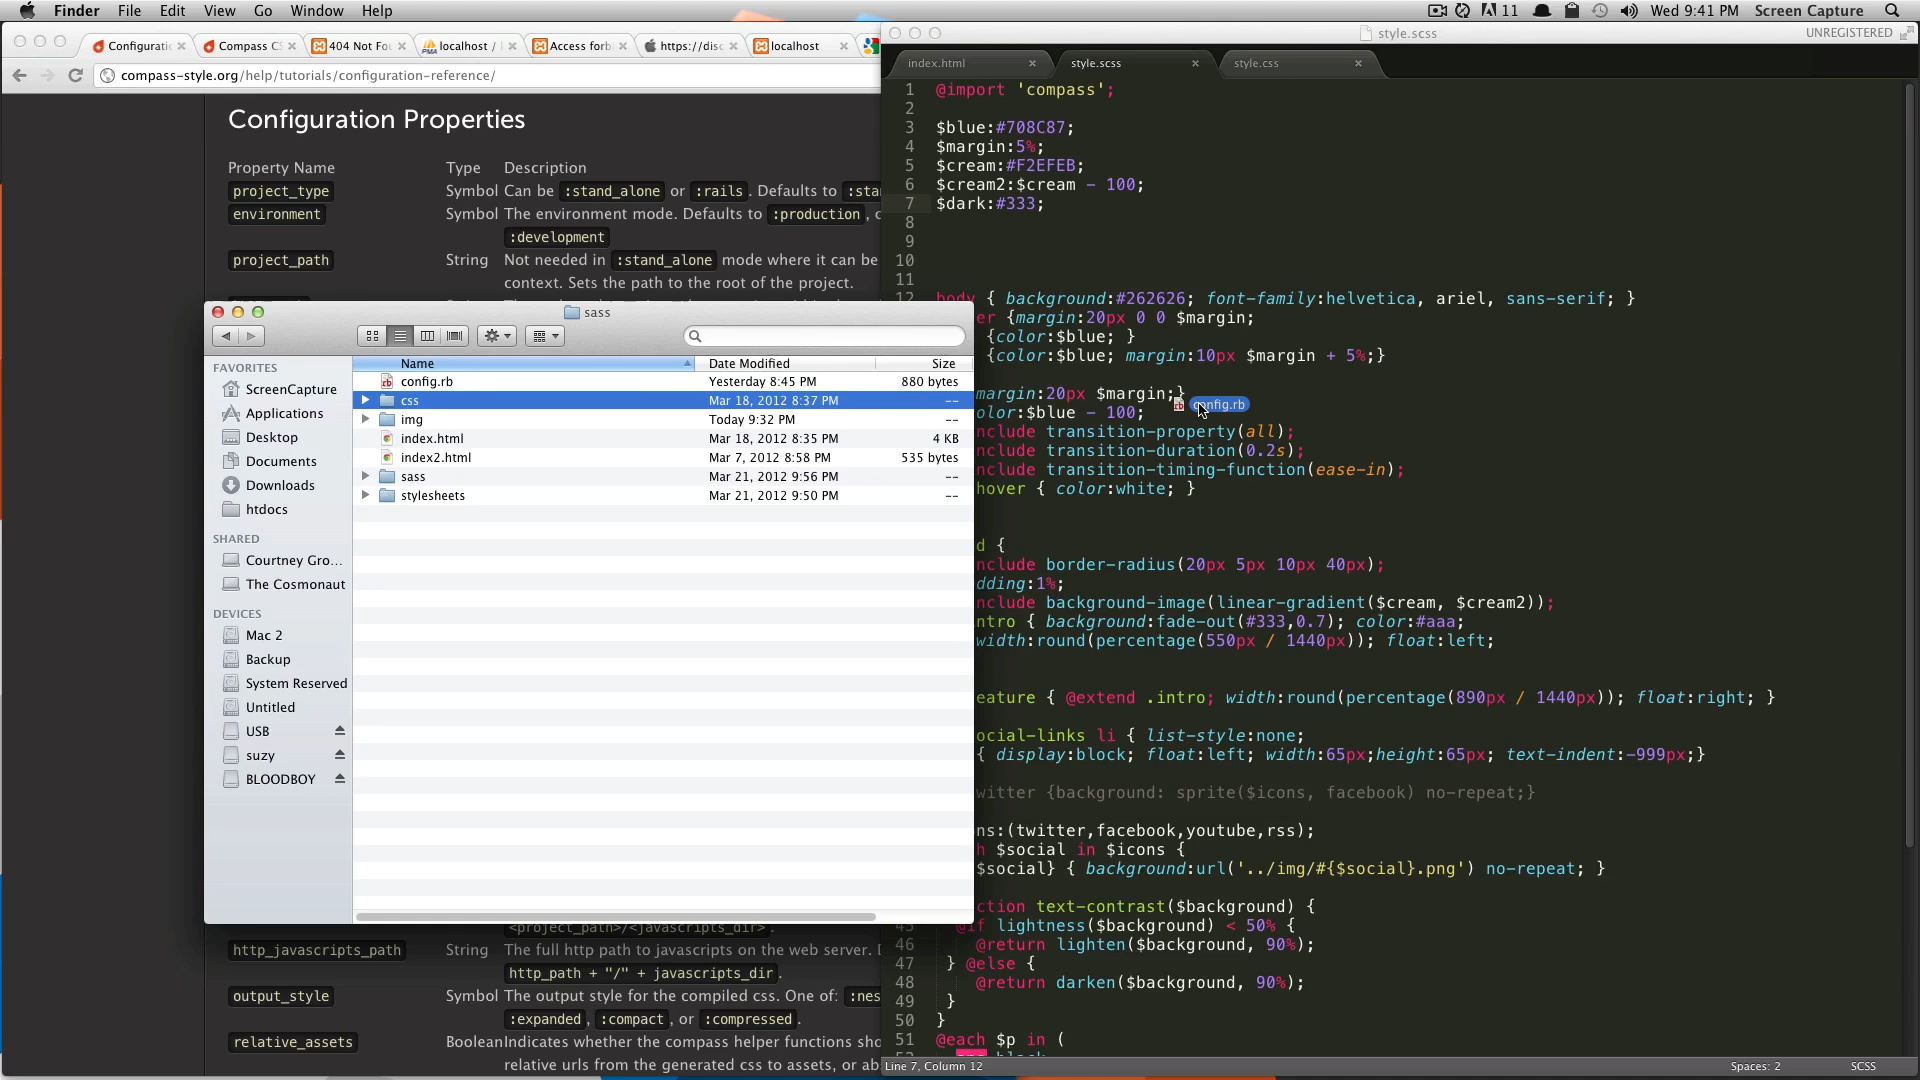 Finder File Edit View Go Window Help
11 Wed 9:41 PM Screen Capture
Configurati Compass C 404 Not Fo localhost / Access forb https://disc localhost
compass-style.org/help/tutorials/configuration-reference/
Configuration Properties
Property Name Type Description
project_type Symbol Can be :stand_alone or :rails. Defaults to :sta
environment Symbol The environment mode. Defaults to :production,
:development
project_path String Not needed in :stand_alone mode where it can be
context. Sets the path to the root of the project.
sass
Name Date Modified Size
config.rb Yesterday 8:45 PM 880 bytes
css Mar 18, 2012 8:37 PM --
img Today 9:32 PM --
index.html Mar 18, 2012 8:35 PM 4 KB
index2.html Mar 7, 2012 8:58 PM 535 bytes
sass Mar 21, 2012 9:56 PM --
stylesheets Mar 21, 2012 9:50 PM --
FAVORITES
ScreenCapture
Applications
Desktop
Documents
Downloads
htdocs
SHARED
Courtney Gro...
The Cosmonaut
DEVICES
Mac 2
Backup
System Reserved
Untitled
USB
suzy
BLOODBOY
<project_path>/<javascripts_dir>.
http_javascripts_path String The full http path to javascripts on the web server. D
http_path + "/" + javascripts_dir.
output_style Symbol The output style for the compiled css. One of: :nes
:expanded, :compact, or :compressed.
relative_assets Boolean Indicates whether the compass helper functions sho
relative urls from the generated css to assets, or ab
style.scss
UNREGISTERED
index.html style.scss style.css
1 @import 'compass';
2
3 $blue:#708C87;
4 $margin:5%;
5 $cream:#F2EFEB;
6 $cream2:$cream - 100;
7 $dark:#333;
8
9
10
11
12 body { background:#262626; font-family:helvetica, ariel, sans-serif; }
er {margin:20px 0 0 $margin;
{color:$blue; }
{color:$blue; margin:10px $margin + 5%;}
margin:20px $margin;}
config.rb
olor:$blue - 100;
nclude transition-property(all);
nclude transition-duration(0.2s);
nclude transition-timing-function(ease-in);
hover { color:white; }
d {
nclude border-radius(20px 5px 10px 40px);
dding:1%;
nclude background-image(linear-gradient($cream, $cream2));
ntro { background:fade-out(#333,0.7); color:#aaa;
width:round(percentage(550px / 1440px)); float:left;
eature { @extend .intro; width:round(percentage(890px / 1440px)); float:right; }
ocial-links li { list-style:none;
{ display:block; float:left; width:65px;height:65px; text-indent:-999px;}
witter {background: sprite($icons, facebook) no-repeat;}
ns:(twitter,facebook,youtube,rss);
h $social in $icons {
$social} { background:url('../img/#{$social}.png') no-repeat; }
ction text-contrast($background) {
45 @if lightness($background) < 50% {
46 @return lighten($background, 90%);
47 } @else {
48 @return darken($background, 90%);
49 }
50 }
51 @each $p in (
Line 7, Column 12
Spaces: 2 SCSS